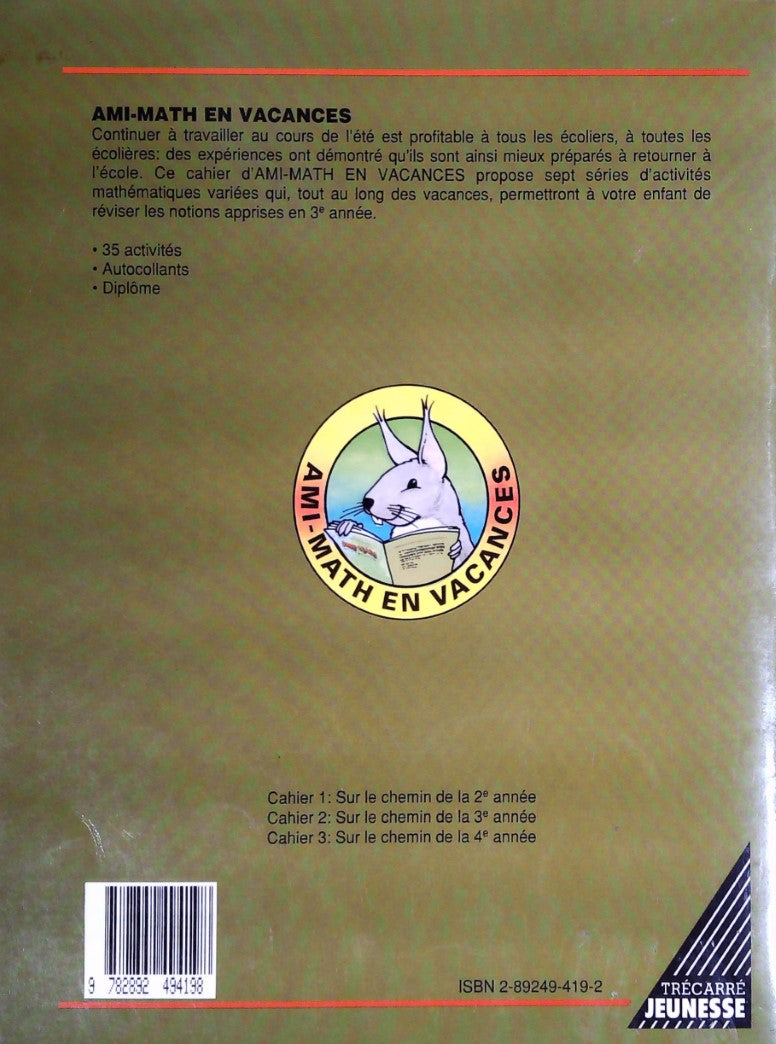 AMI-MATH EN VACANCES
Continuer à travailler au cours de l'été est profitable à tous les écoliers, à toutes les
écolières: des expériences ont démontré qu'ils sont ainsi mieux préparés à retourner à
l'école. Ce cahier d'AMI-MATH EN VACANCES propose sept séries d'activités
mathématiques variées qui, tout au long des vacances, permettront à votre enfant de
réviser les notions apprises en 3e année.
• 35 activités
• Autocollants
• Diplôme
AMI-MATH EN VACANCES
Cahier 1: Sur le chemin de la 2e année
Cahier 2: Sur le chemin de la 3e année
Cahier 3: Sur le chemin de la 4e année
9 782892 494198
ISBN 2-89249-419-2
TRÉCARRÉ
JEUNESSE